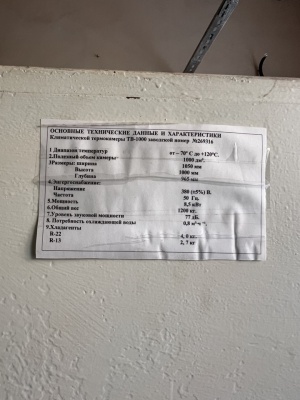 ОСНОВНЫЕ ТЕХНИЧЕСКИЕ ДАННЫЕ И ХАРАКТЕРИСТИКИ
Климатической термокамеры ТВ-1000 заводской номер №269316
1 Диапазон температур от – 70° С до +120°С.
2.Полезный объем камеры 1000 дм³.
3Размеры: ширина 1050 мм
Высота 1000 мм
Глубина 965 мм
4.Энергоснабжение:
Напряжение 380 (±5%) В.
Частота 50 Гц.
5.Мощность 8,5 кВт
6.Общий вес 1200 кг.
7.Уровень звуковой мощности 77 дБ.
8. Потребность охлаждающей воды 0,8 м³
9.Хладагенты
R-22 4, 0 кг.
R-13 2, 7 кг